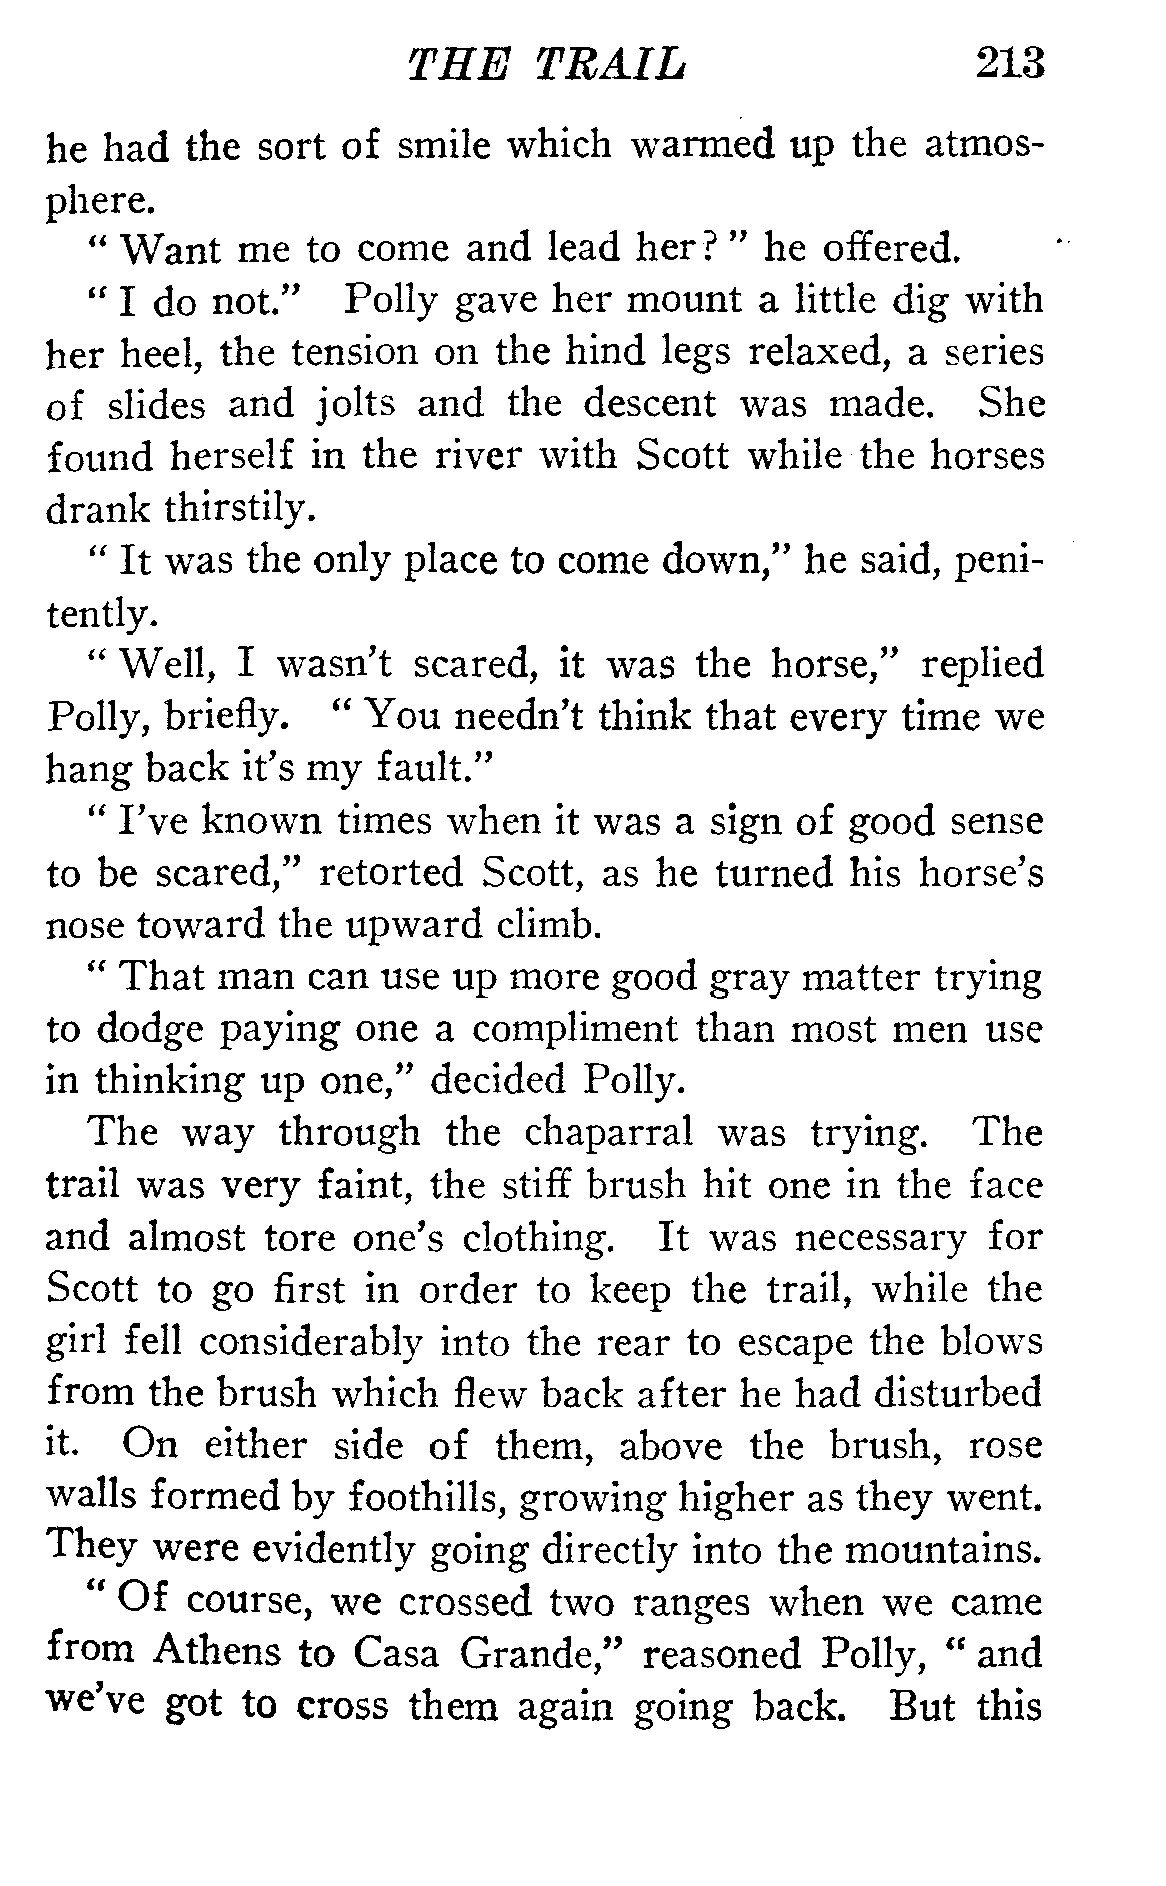 THE TRAIL 213
he had the sort of smile which warmed up the atmos-
phere.
" Want me to come and lead her? " he offered.
" I do not." Polly gave her mount a little dig with
her heel, the tension on the hind legs relaxed, a series
of slides and jolts and the descent was made. She
found herself in the river with Scott while the horses
drank thirstily.
" It was the only place to come down," he said, peni-
tently.
" Well, I wasn't scared, it was the horse," replied
Polly, briefly. " You needn't think that every time we
hang back it's my fault."
" I've known times when it was a sign of good sense
to be scared," retorted Scott, as he turned his horse's
nose toward the upward climb.
" That man can use up more good gray matter trying
to dodge paying one a compliment than most men use
in thinking up one," decided Polly.
The way through the chaparral was trying. The
trail was very faint, the stiff brush hit one in the face
and almost tore one's clothing. It was necessary for
Scott to go first in order to keep the trail, while the
girl fell considerably into the rear to escape the blows
from the brush which flew back after he had disturbed
it. On either side of them, above the brush, rose
walls formed by foothills, growing higher as they went.
They were evidently going directly into the mountains.
" Of course, we crossed two ranges when we came
from Athens to Casa Grande," reasoned Polly, " and
we've got to cross them again going back. But this